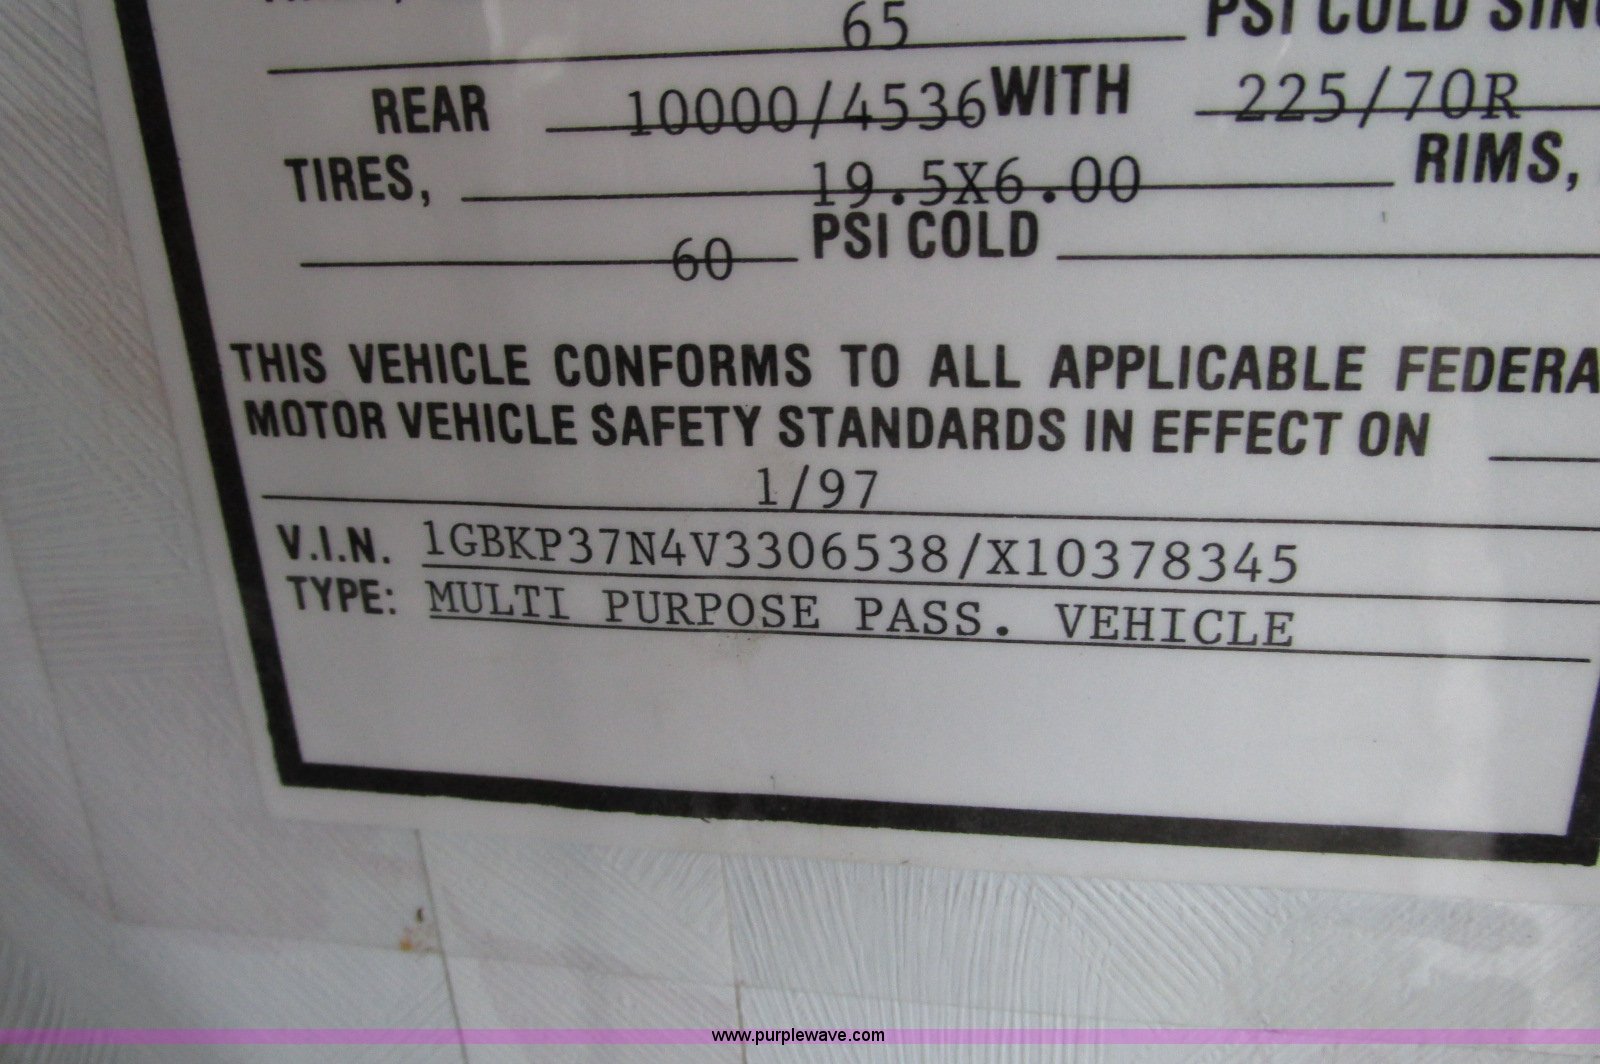 65 PSI COLD
REAR 10000/4536 WITH 225/70R
TIRES, 19.5X6.00 RIMS,
60 PSI COLD
THIS VEHICLE CONFORMS TO ALL APPLICABLE FEDERA
MOTOR VEHICLE SAFETY STANDARDS IN EFFECT ON
1/97
V.I.N. 1GBKP37N4V3306538/X10378345
TYPE: MULTI PURPOSE PASS. VEHICLE
www.purplewave.com